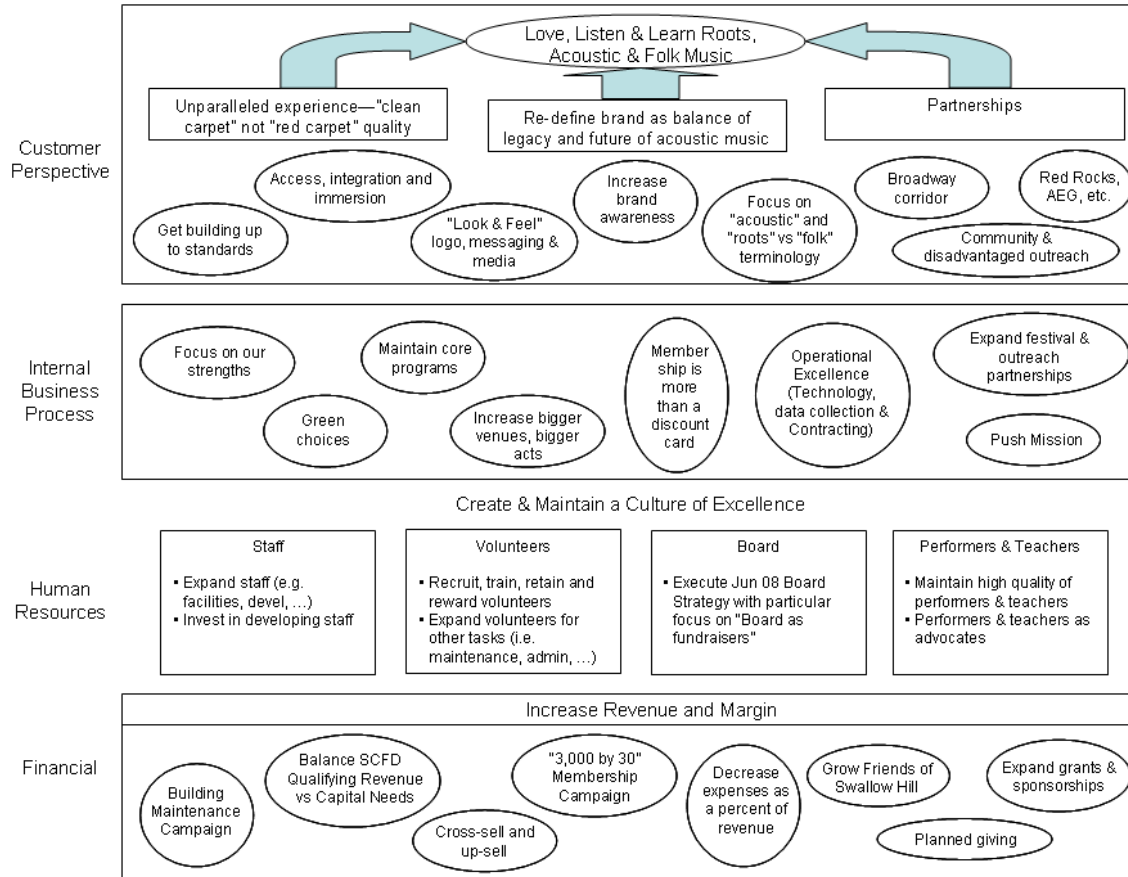 Love, Listen & Learn Roots,
Acoustic & Folk Music
Unparalleled experience—"clean
carpet" not "red carpet" quality
Re-define brand as balance of
legacy and future of acoustic music
Partnerships
Customer
Perspective
Get building up
to standards
Access, integration and
immersion
"Look & Feel"
logo, messaging &
media
Increase
brand
awareness
Focus on
"acoustic" and
"roots" vs "folk"
terminology
Broadway
corridor
Red Rocks,
AEG, etc.
Community &
disadvantaged outreach
Internal
Business
Process
Focus on our
strengths
Green
choices
Maintain core
programs
Increase bigger
venues, bigger
acts
Member
ship is
more
than a
discount
card
Operational
Excellence
(Technology,
data collection &
Contracting)
Expand festival &
outreach
partnerships
Push Mission
Create & Maintain a Culture of Excellence
Human
Resources
Staff
▪ Expand staff (e.g.
facilities, devel, ...)
▪ Invest in developing staff
Volunteers
▪ Recruit, train, retain and
reward volunteers
▪ Expand volunteers for
other tasks (i.e.
maintenance, admin, ...)
Board
▪ Execute Jun 08 Board
Strategy with particular
focus on "Board as
fundraisers"
Performers & Teachers
▪ Maintain high quality of
performers & teachers
▪ Performers & teachers as
advocates
Increase Revenue and Margin
Financial
Building
Maintenance
Campaign
Balance SCFD
Qualifying Revenue
vs Capital Needs
Cross-sell and
up-sell
"3,000 by 30"
Membership
Campaign
Decrease
expenses as
a percent of
revenue
Grow Friends of
Swallow Hill
Planned giving
Expand grants &
sponsorships